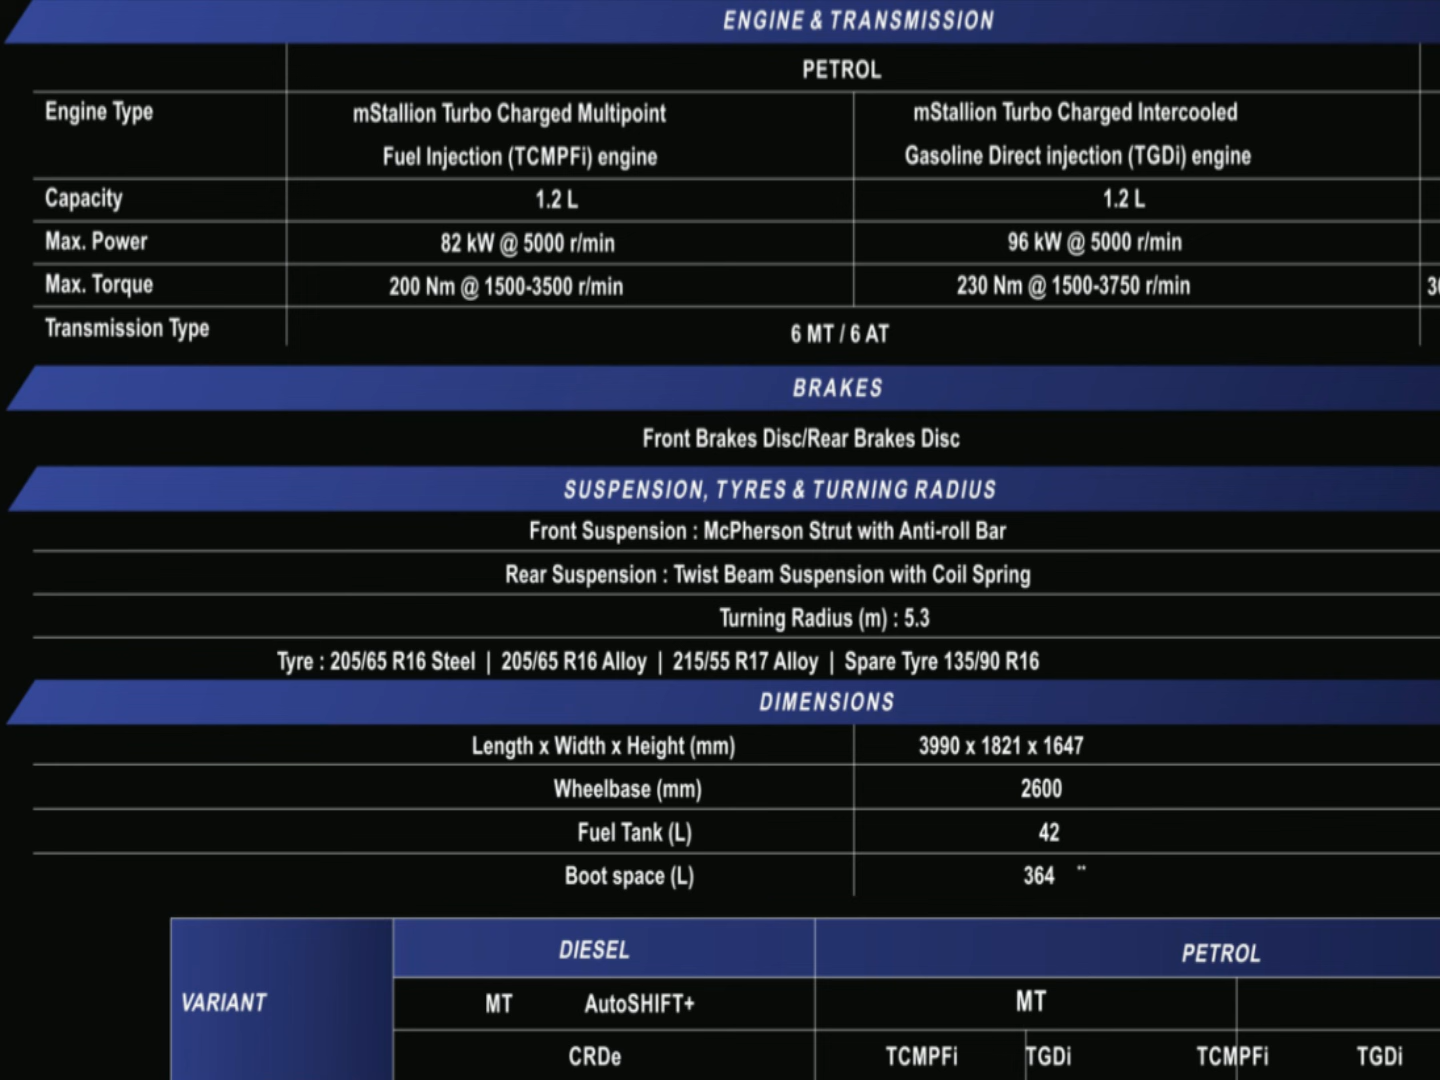 ENGINE & TRANSMISSION
PETROL
Engine Type
mStallion Turbo Charged Multipoint
Fuel Injection (TCMPFi) engine
mStallion Turbo Charged Intercooled
Gasoline Direct injection (TGDi) engine
Capacity 1.2 L 1.2 L
Max. Power 82 kW @ 5000 r/min 96 kW @ 5000 r/min
Max. Torque 200 Nm @ 1500-3500 r/min 230 Nm @ 1500-3750 r/min
Transmission Type 6 MT / 6 AT
BRAKES
Front Brakes Disc/Rear Brakes Disc
SUSPENSION, TYRES & TURNING RADIUS
Front Suspension : McPherson Strut with Anti-roll Bar
Rear Suspension : Twist Beam Suspension with Coil Spring
Turning Radius (m) : 5.3
Tyre : 205/65 R16 Steel | 205/65 R16 Alloy | 215/55 R17 Alloy | Spare Tyre 135/90 R16
DIMENSIONS
Length x Width x Height (mm) 3990 x 1821 x 1647
Wheelbase (mm) 2600
Fuel Tank (L) 42
Boot space (L) 364
VARIANT
DIESEL PETROL
MT AutoSHIFT+ MT
CRDe TCMPFi TGDi TCMPFi TGDi